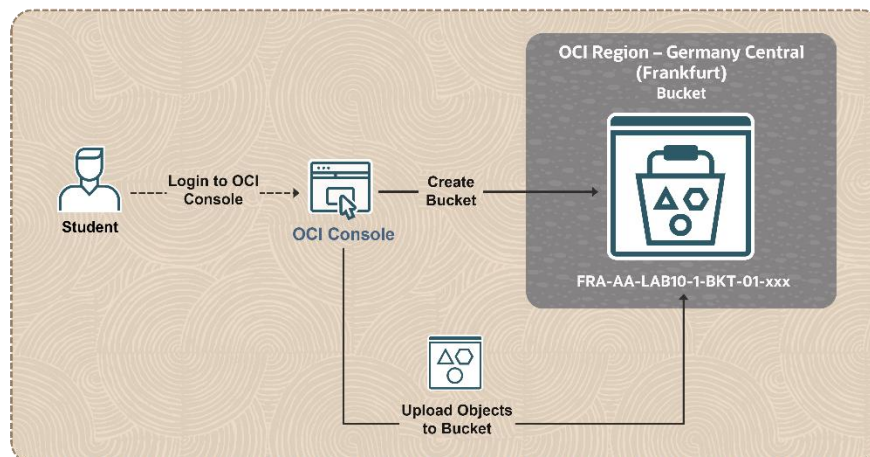 OCI Region – Germany Central
(Frankfurt)
Bucket
Login to OCI
Console
Student
OCI Console
Create
Bucket
FRA-AA-LAB10-1-BKT-01-xxx
Upload Objects
to Bucket